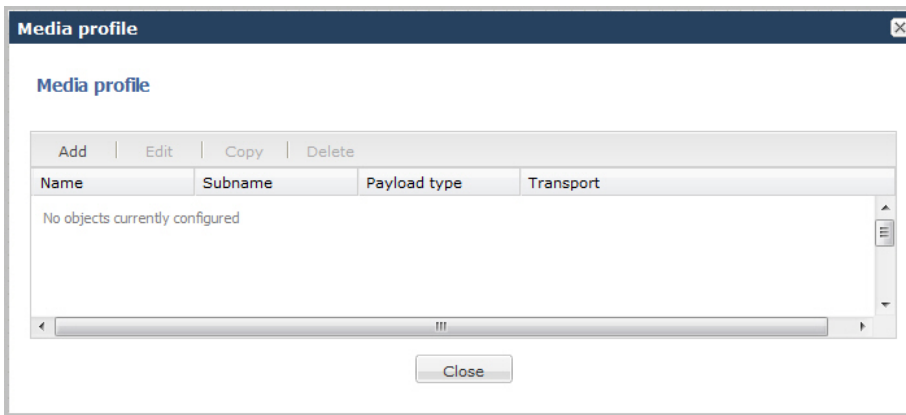 Media profile
Media profile
Add Edit Copy Delete
Name Subname Payload type Transport
No objects currently configured
Close